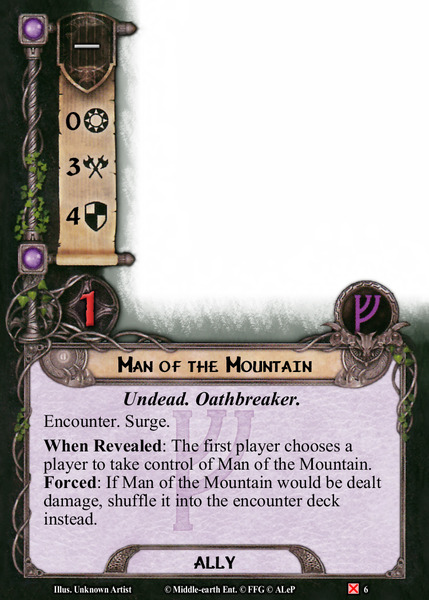 –
0
3
4
1
Man of the Mountain
Undead. Oathbreaker.
Encounter. Surge.
When Revealed: The first player chooses a
player to take control of Man of the Mountain.
Forced: If Man of the Mountain would be dealt
damage, shuffle it into the encounter deck
instead.
ALLY
Illus. Unknown Artist © Middle-earth Ent. © FFG © ALeP 6